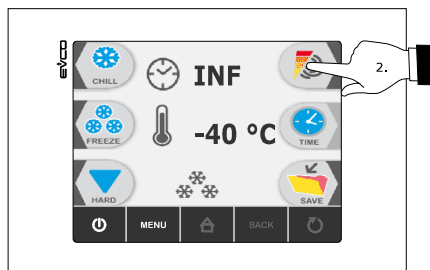 EVCO
CHILL
INF
2.
FREEZE
-40 °C
TIME
HARD
SAVE
MENU
BACK